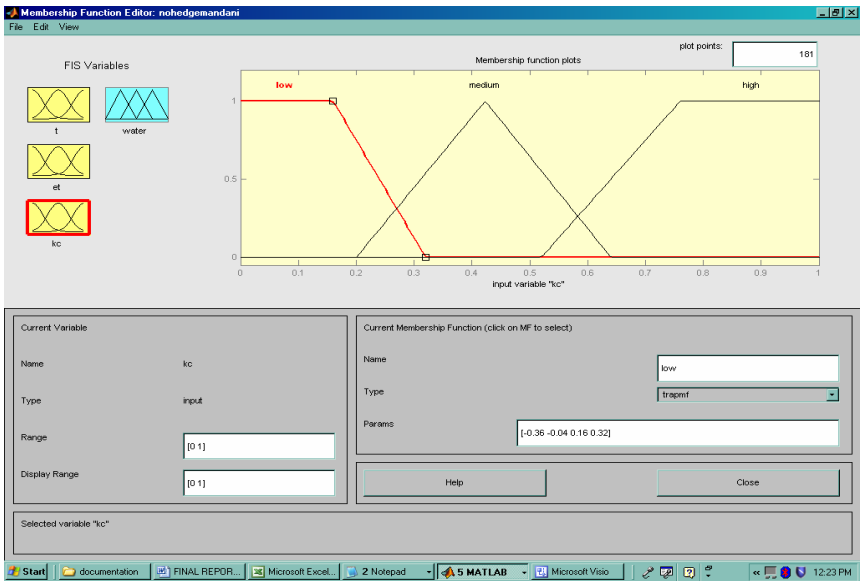 Membership Function Editor: nohedgemandani
File Edit View
FIS Variables
t
water
et
kc
plot points:
181
Membership function plots
low medium high
1
0.5
0
0 0.1 0.2 0.3 0.4 0.5 0.6 0.7 0.8 0.9 1
input variable "kc"
Current Variable
Name kc
Type input
Range [0 1]
Display Range [0 1]
Current Membership Function (click on MF to select)
Name low
Type trapmf
Params [-0.36 -0.04 0.16 0.32]
Help Close
Selected variable "kc"
Start documentation FINAL REPOR... Microsoft Excel... 2 Notepad 5 MATLAB Microsoft Visio « 12:23 PM